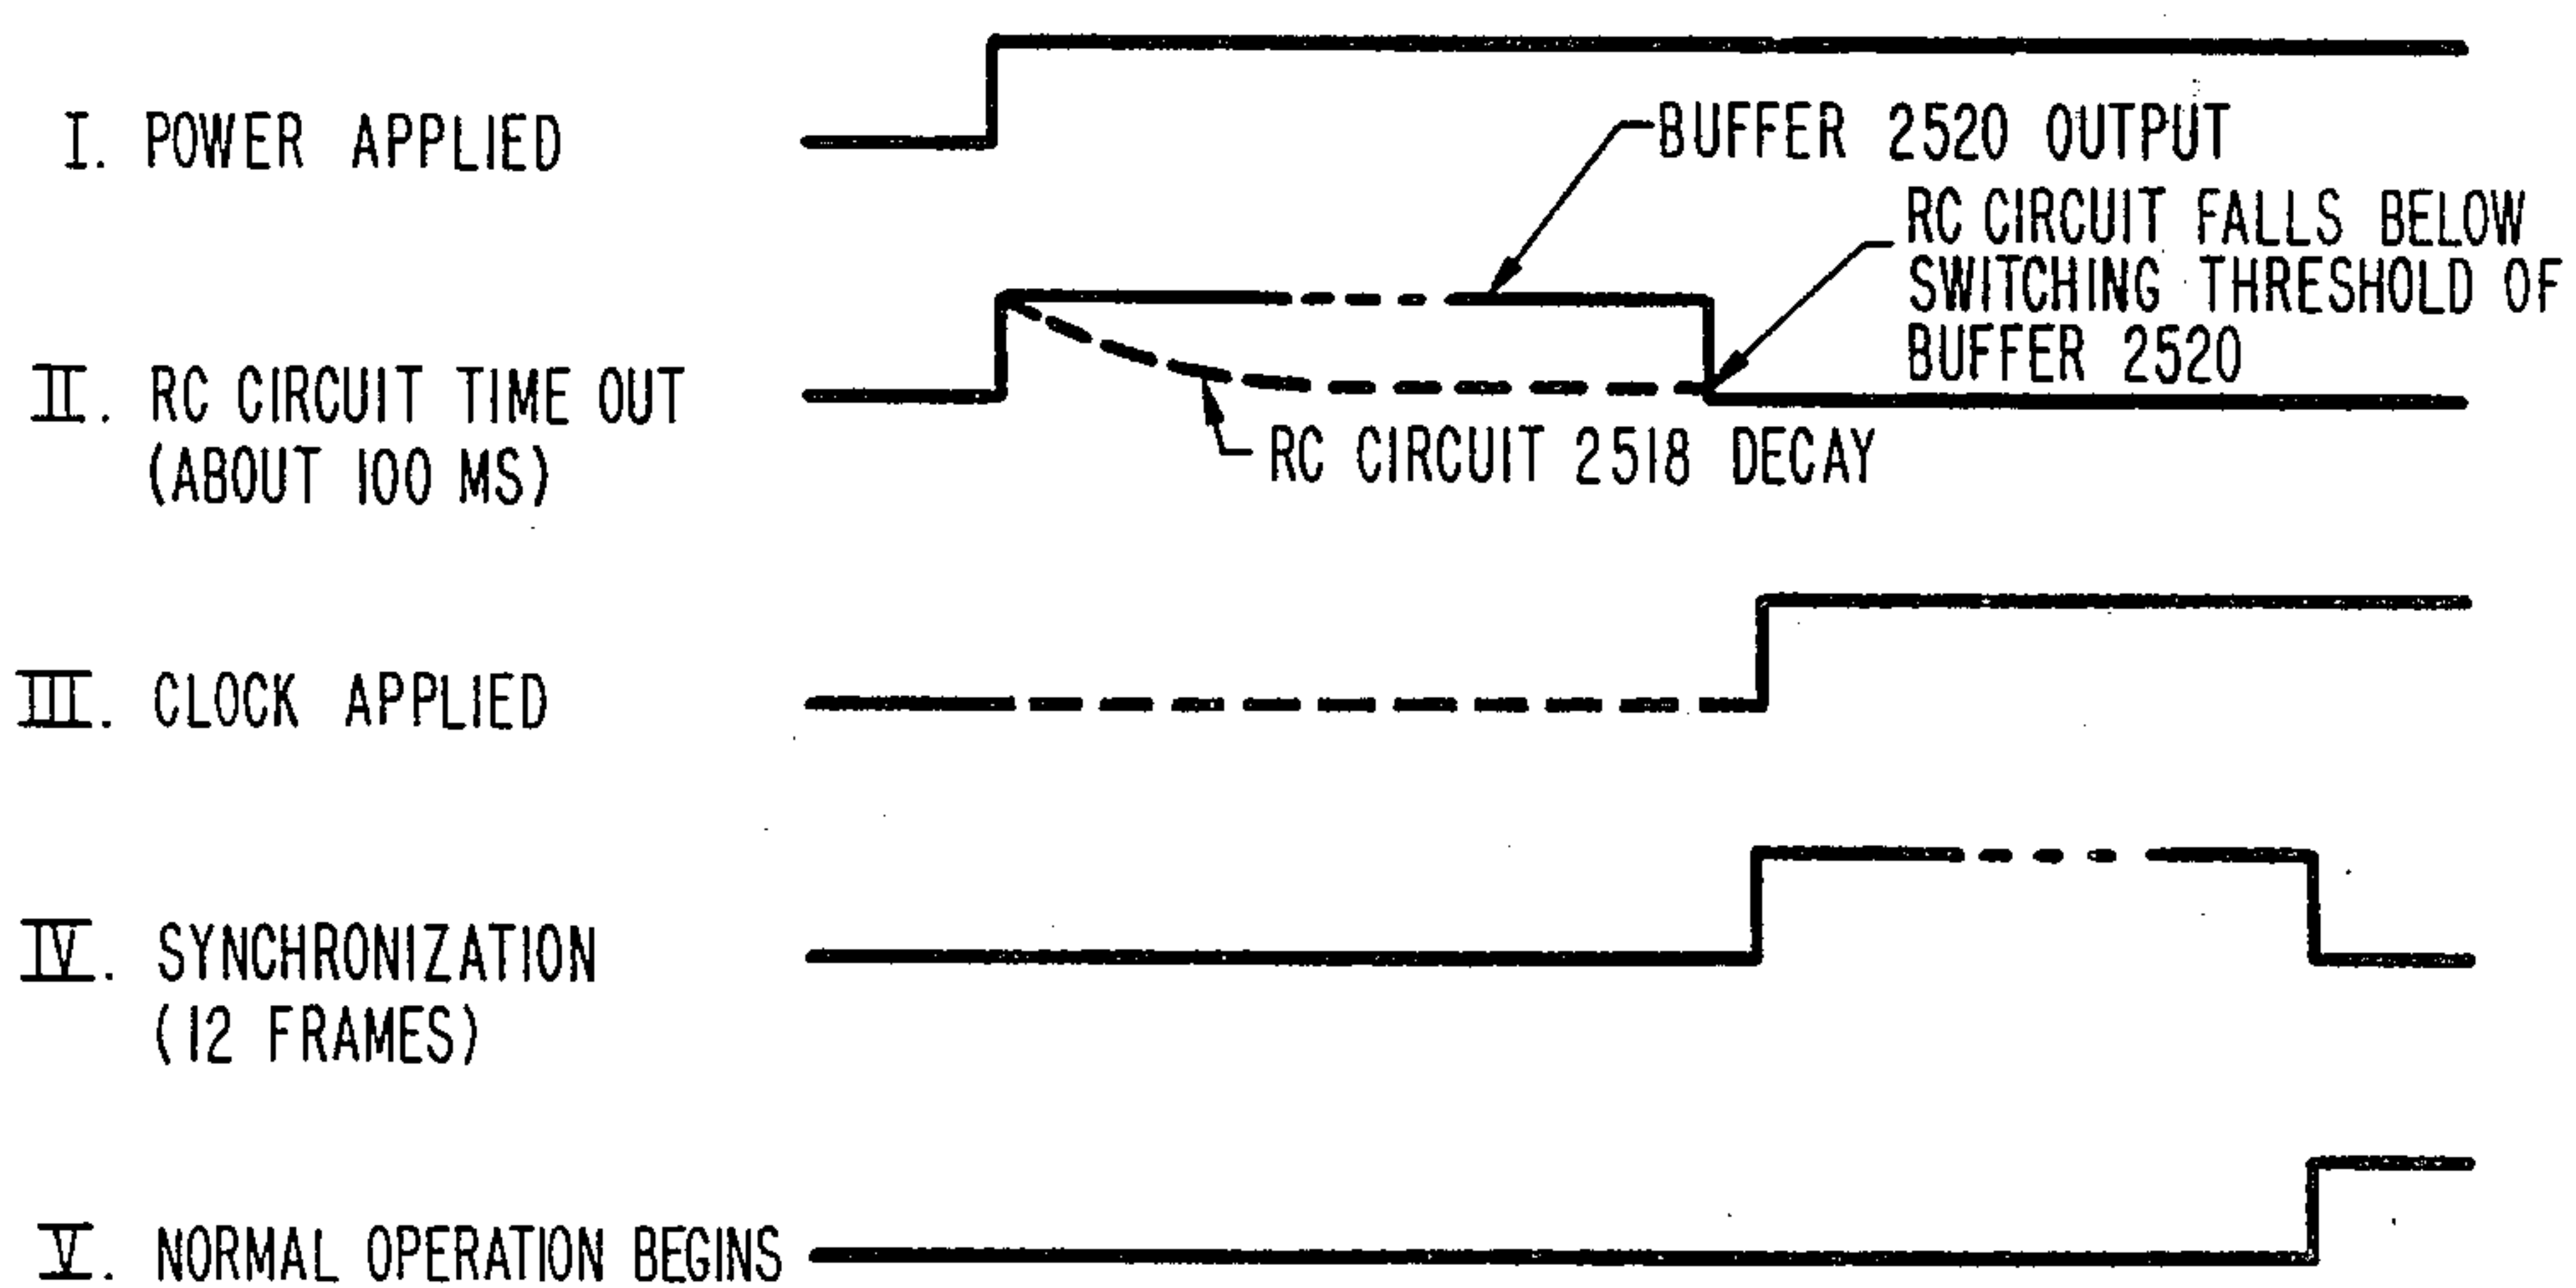 I. POWER APPLIED
BUFFER 2520 OUTPUT
RC CIRCUIT FALLS BELOW
SWITCHING THRESHOLD OF
BUFFER 2520
II. RC CIRCUIT TIME OUT
(ABOUT 100 MS)
RC CIRCUIT 2518 DECAY
III. CLOCK APPLIED
IV. SYNCHRONIZATION
(12 FRAMES)
V. NORMAL OPERATION BEGINS